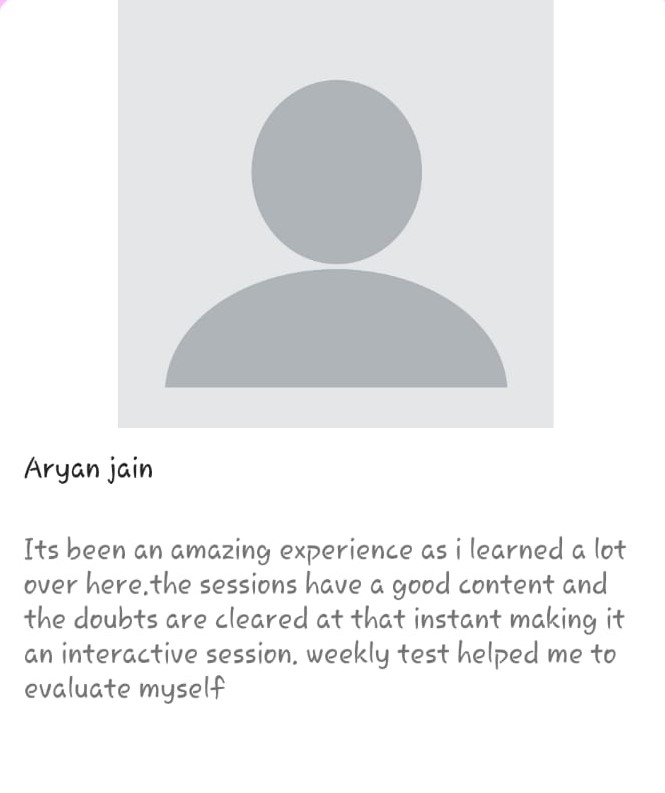 Aryan jain
Its been an amazing experience as i learned a lot
over here.the sessions have a good content and
the doubts are cleared at that instant making it
an interactive session. weekly test helped me to
evaluate myself